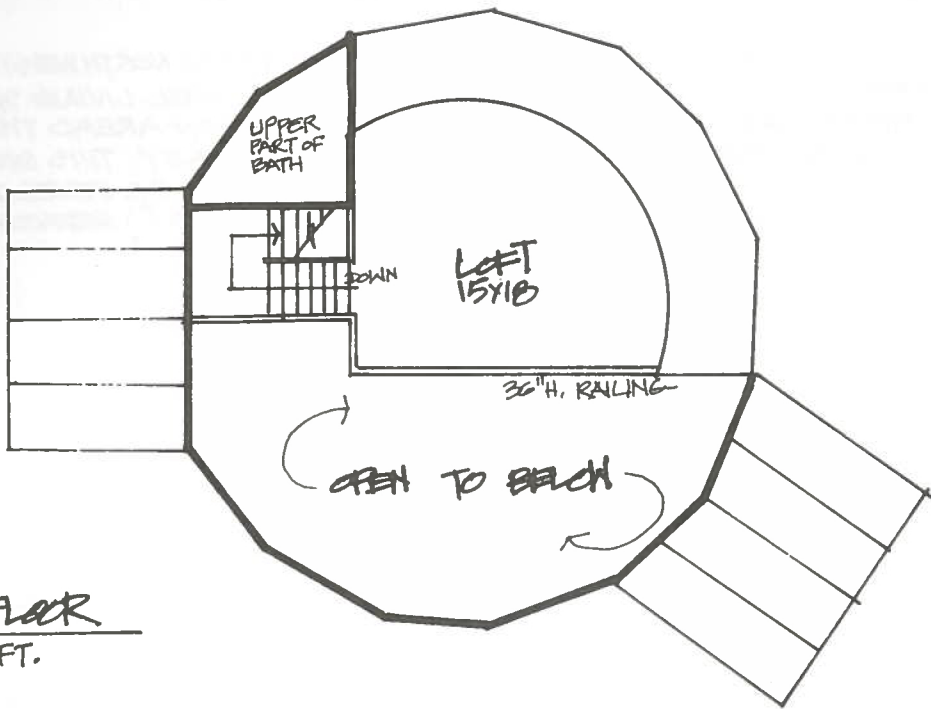 UPPER
PART OF
BATH
DOWN
LOFT
15X18
36"H. RAILING
OPEN TO BELOW
FT.